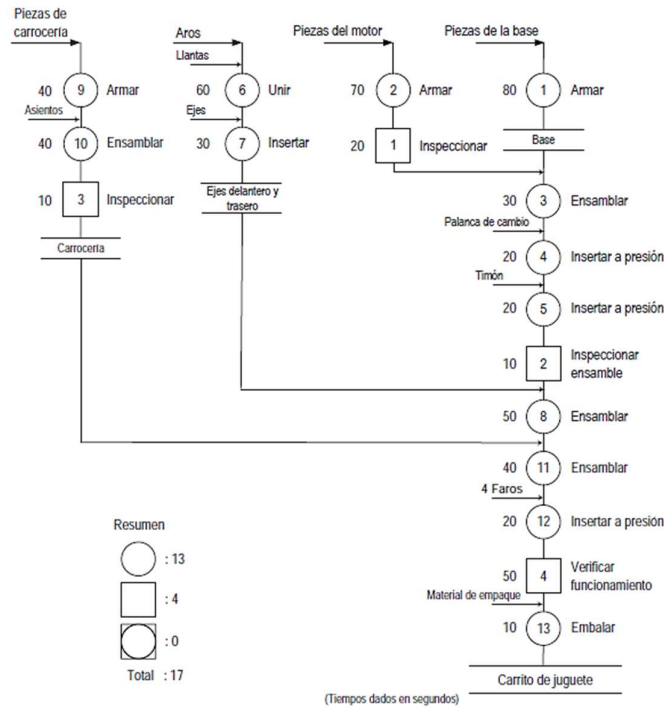 Piezas de
carrocería
Aros
Piezas del motor
Piezas de la base
Llantas
40 9 Armar
60 6 Unir
70 2 Armar
80 1 Armar
Asientos
Ejes
40 10 Ensamblar
30 7 Insertar
20 1 Inspeccionar
Base
10 3 Inspeccionar
Ejes delantero y
trasero
30 3 Ensamblar
Palanca de cambio
Carrocería
20 4 Insertar a presión
Timón
20 5 Insertar a presión
10 2 Inspeccionar
ensamble
50 8 Ensamblar
40 11 Ensamblar
4 Faros
20 12 Insertar a presión
50 4 Verificar
funcionamiento
Material de empaque
10 13 Embalar
Carrito de juguete
Resumen
: 13
: 4
: 0
Total : 17
(Tiempos dados en segundos)